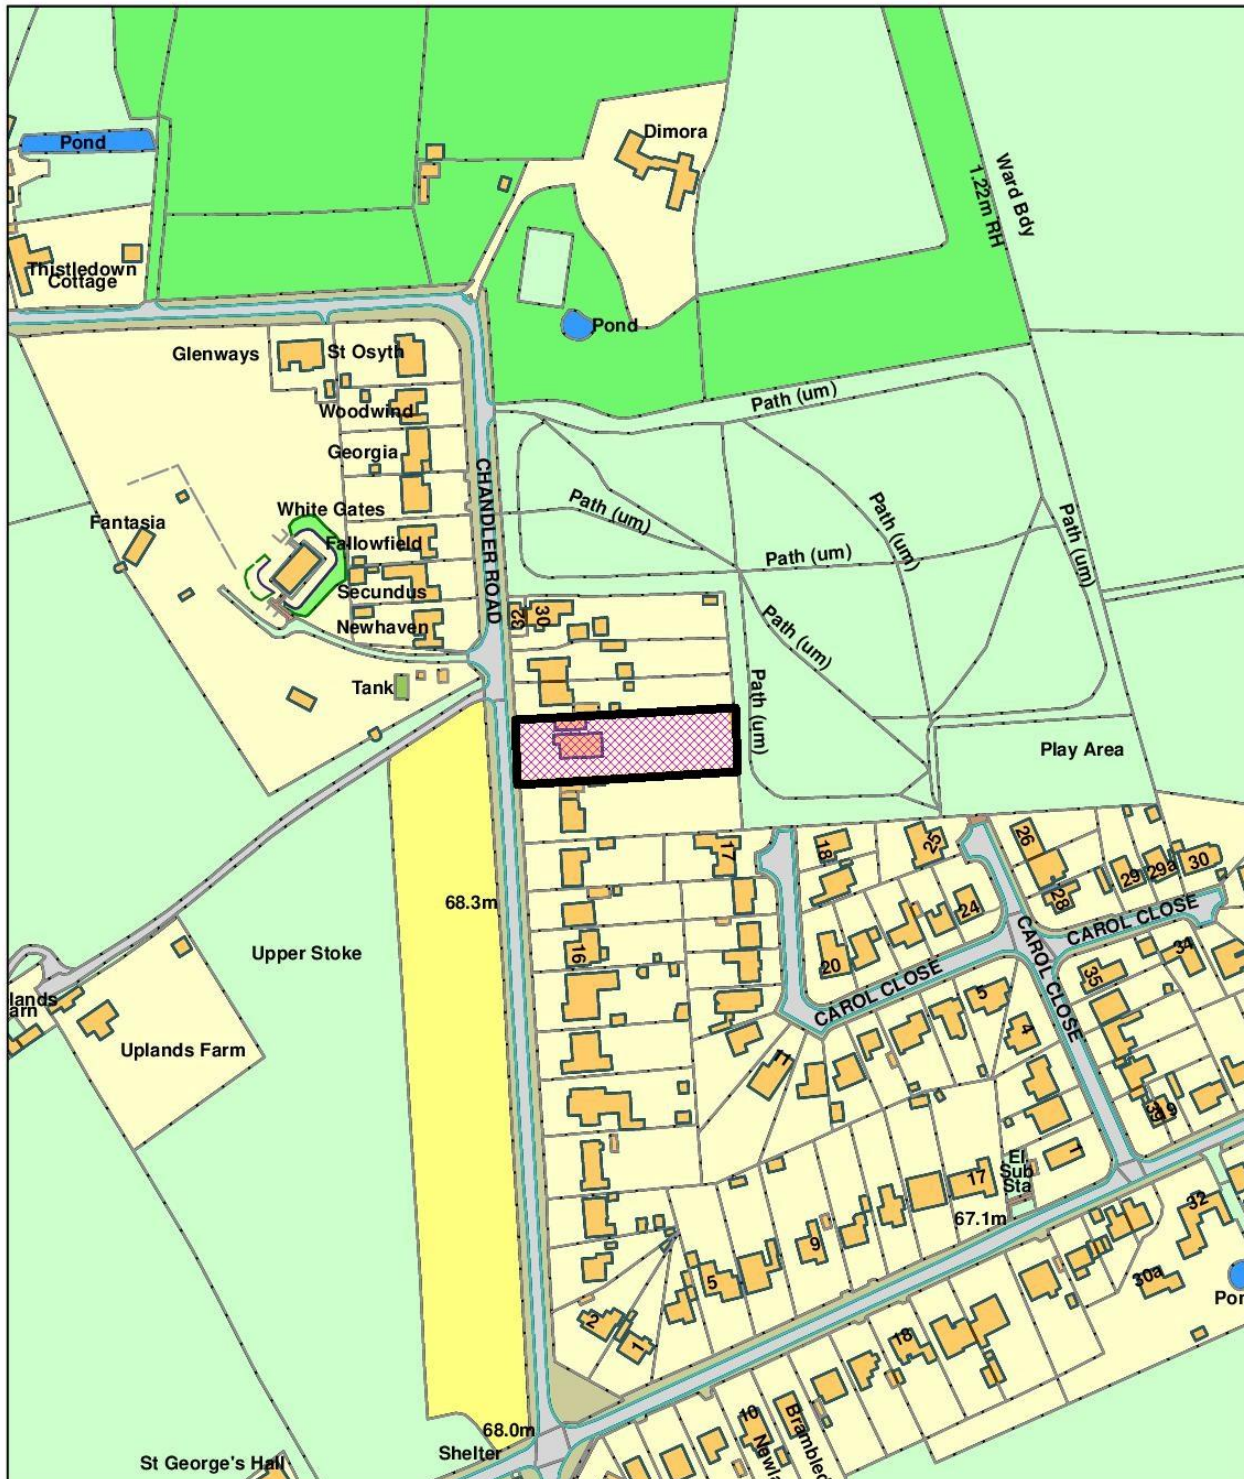 Dimora
Pond
Ward Bdy
1.22m RH
Thistledown
Cottage
Pond
Glenways
St Osyth
Woodwind
Path (um)
Georgia
CHANDLER ROAD
White Gates
Path (um)
Path (um)
Path (um)
Fantasia
Fallowfield
Path (um)
Secundus
30
Newhaven
Path (um)
Tank
Path (um)
Play Area
17
18
25
26
29
29a
30
28
68.3m
24
CAROL CLOSE
16
Upper Stoke
20
CAROL CLOSE
CAROL CLOSE
34
35
5
4
Uplands Farm
11
39
19
1
El
Sub
Sta
17
67.1m
32
9
5
30a
2
1
18
68.0m
10
Shelter
St George's Hall